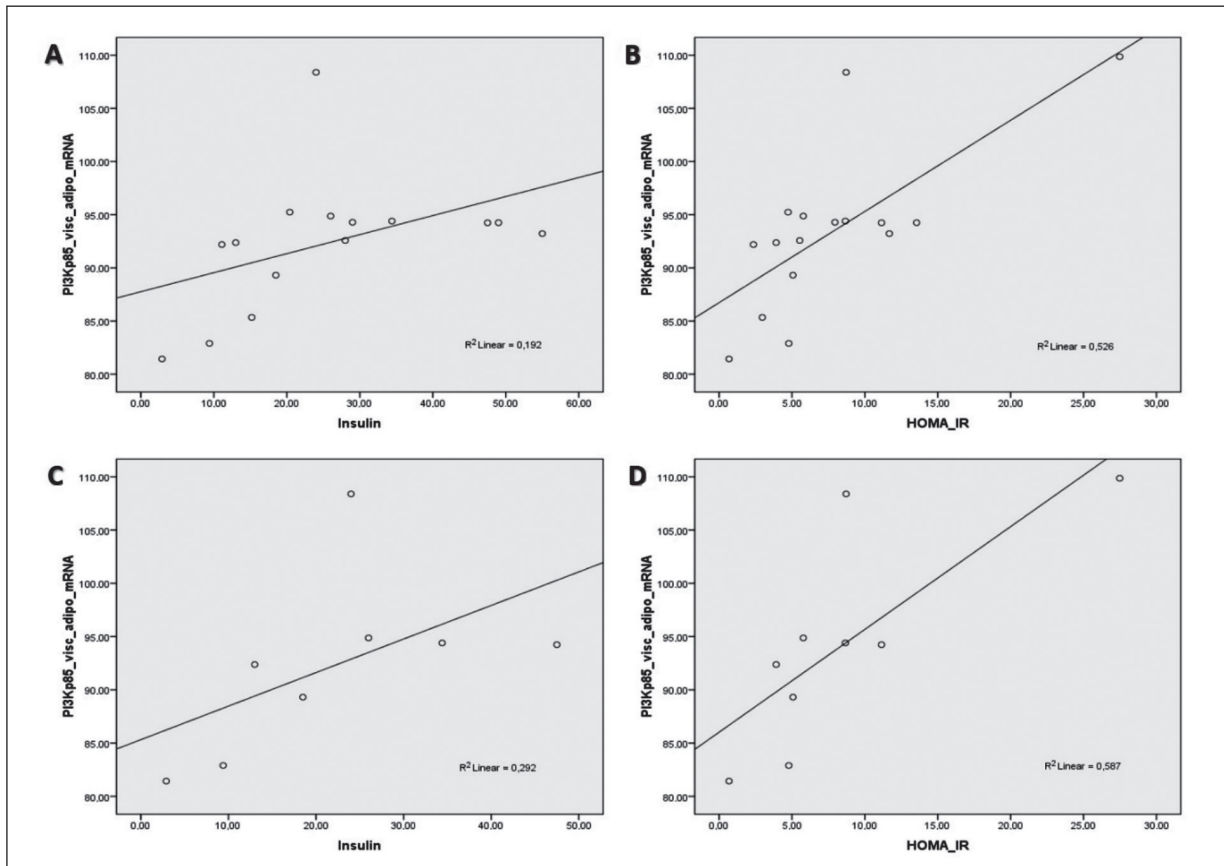 A
PI3Kp85_visc_adipo_mRNA
110.00
105.00
100.00
95.00
90.00
85.00
80.00
R² Linear = 0,192
0.00 10.00 20.00 30.00 40.00 50.00 60.00
Insulin
B
PI3Kp85_visc_adipo_mRNA
110.00
105.00
100.00
95.00
90.00
85.00
80.00
R² Linear = 0,526
0.00 5.00 10.00 15.00 20.00 25.00 30.00
HOMA_IR
C
PI3Kp85_visc_adipo_mRNA
110.00
105.00
100.00
95.00
90.00
85.00
80.00
R² Linear = 0,292
0.00 10.00 20.00 30.00 40.00 50.00
Insulin
D
PI3Kp85_visc_adipo_mRNA
110.00
105.00
100.00
95.00
90.00
85.00
80.00
R² Linear = 0,587
0.00 5.00 10.00 15.00 20.00 25.00 30.00
HOMA_IR